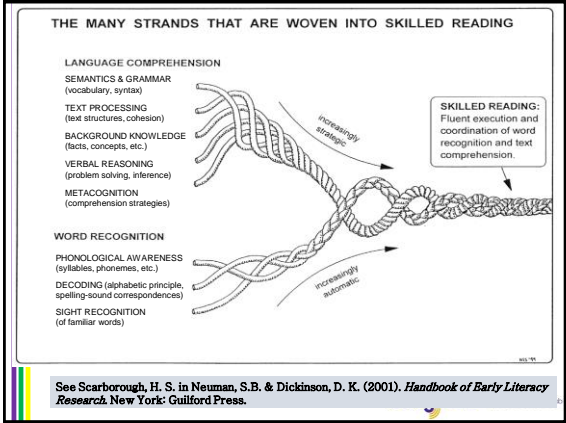 THE MANY STRANDS THAT ARE WOVEN INTO SKILLED READING
LANGUAGE COMPREHENSION
SEMANTICS & GRAMMAR
(vocabulary, syntax)
TEXT PROCESSING
(text structures, cohesion)
BACKGROUND KNOWLEDGE
(facts, concepts, etc.)
VERBAL REASONING
(problem solving, inference)
METACOGNITION
(comprehension strategies)
increasingly
strategic
SKILLED READING:
Fluent execution and
coordination of word
recognition and text
comprehension.
WORD RECOGNITION
PHONOLOGICAL AWARENESS
(syllables, phonemes, etc.)
DECODING (alphabetic principle,
spelling-sound correspondences)
SIGHT RECOGNITION
(of familiar words)
increasingly
automatic
See Scarborough, H. S. in Neuman, S.B. & Dickinson, D. K. (2001). Handbook of Early Literacy
Research. New York: Guilford Press.